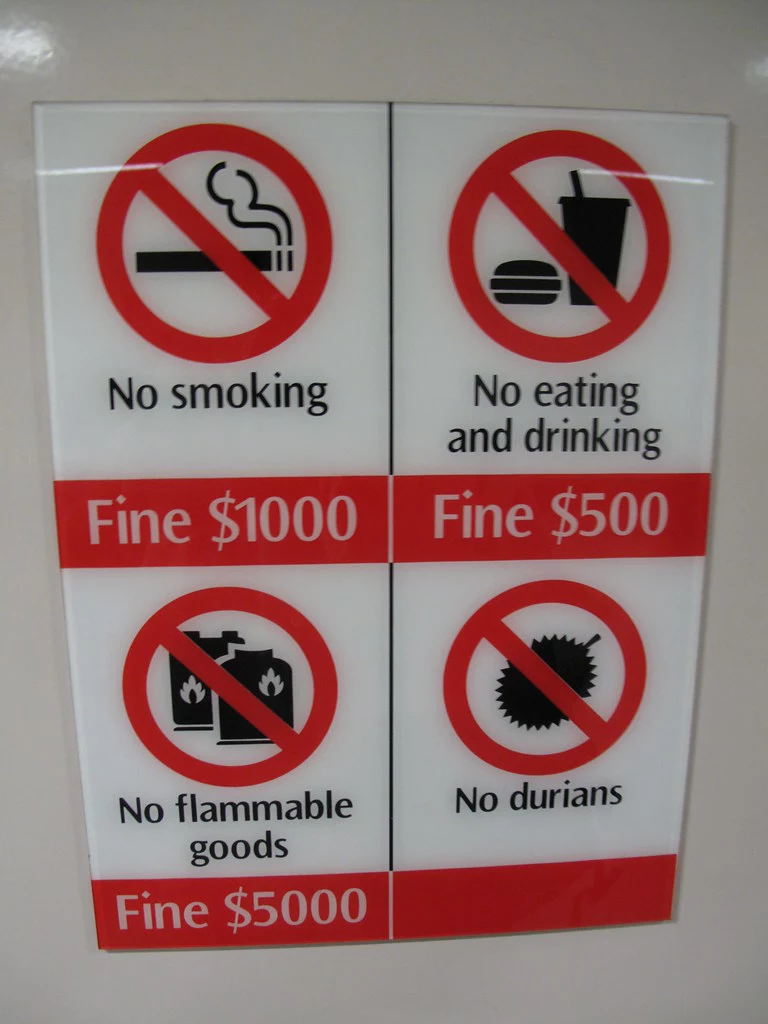 No smoking
Fine $1000
No eating
and drinking
Fine $500
No flammable
goods
Fine $5000
No durians